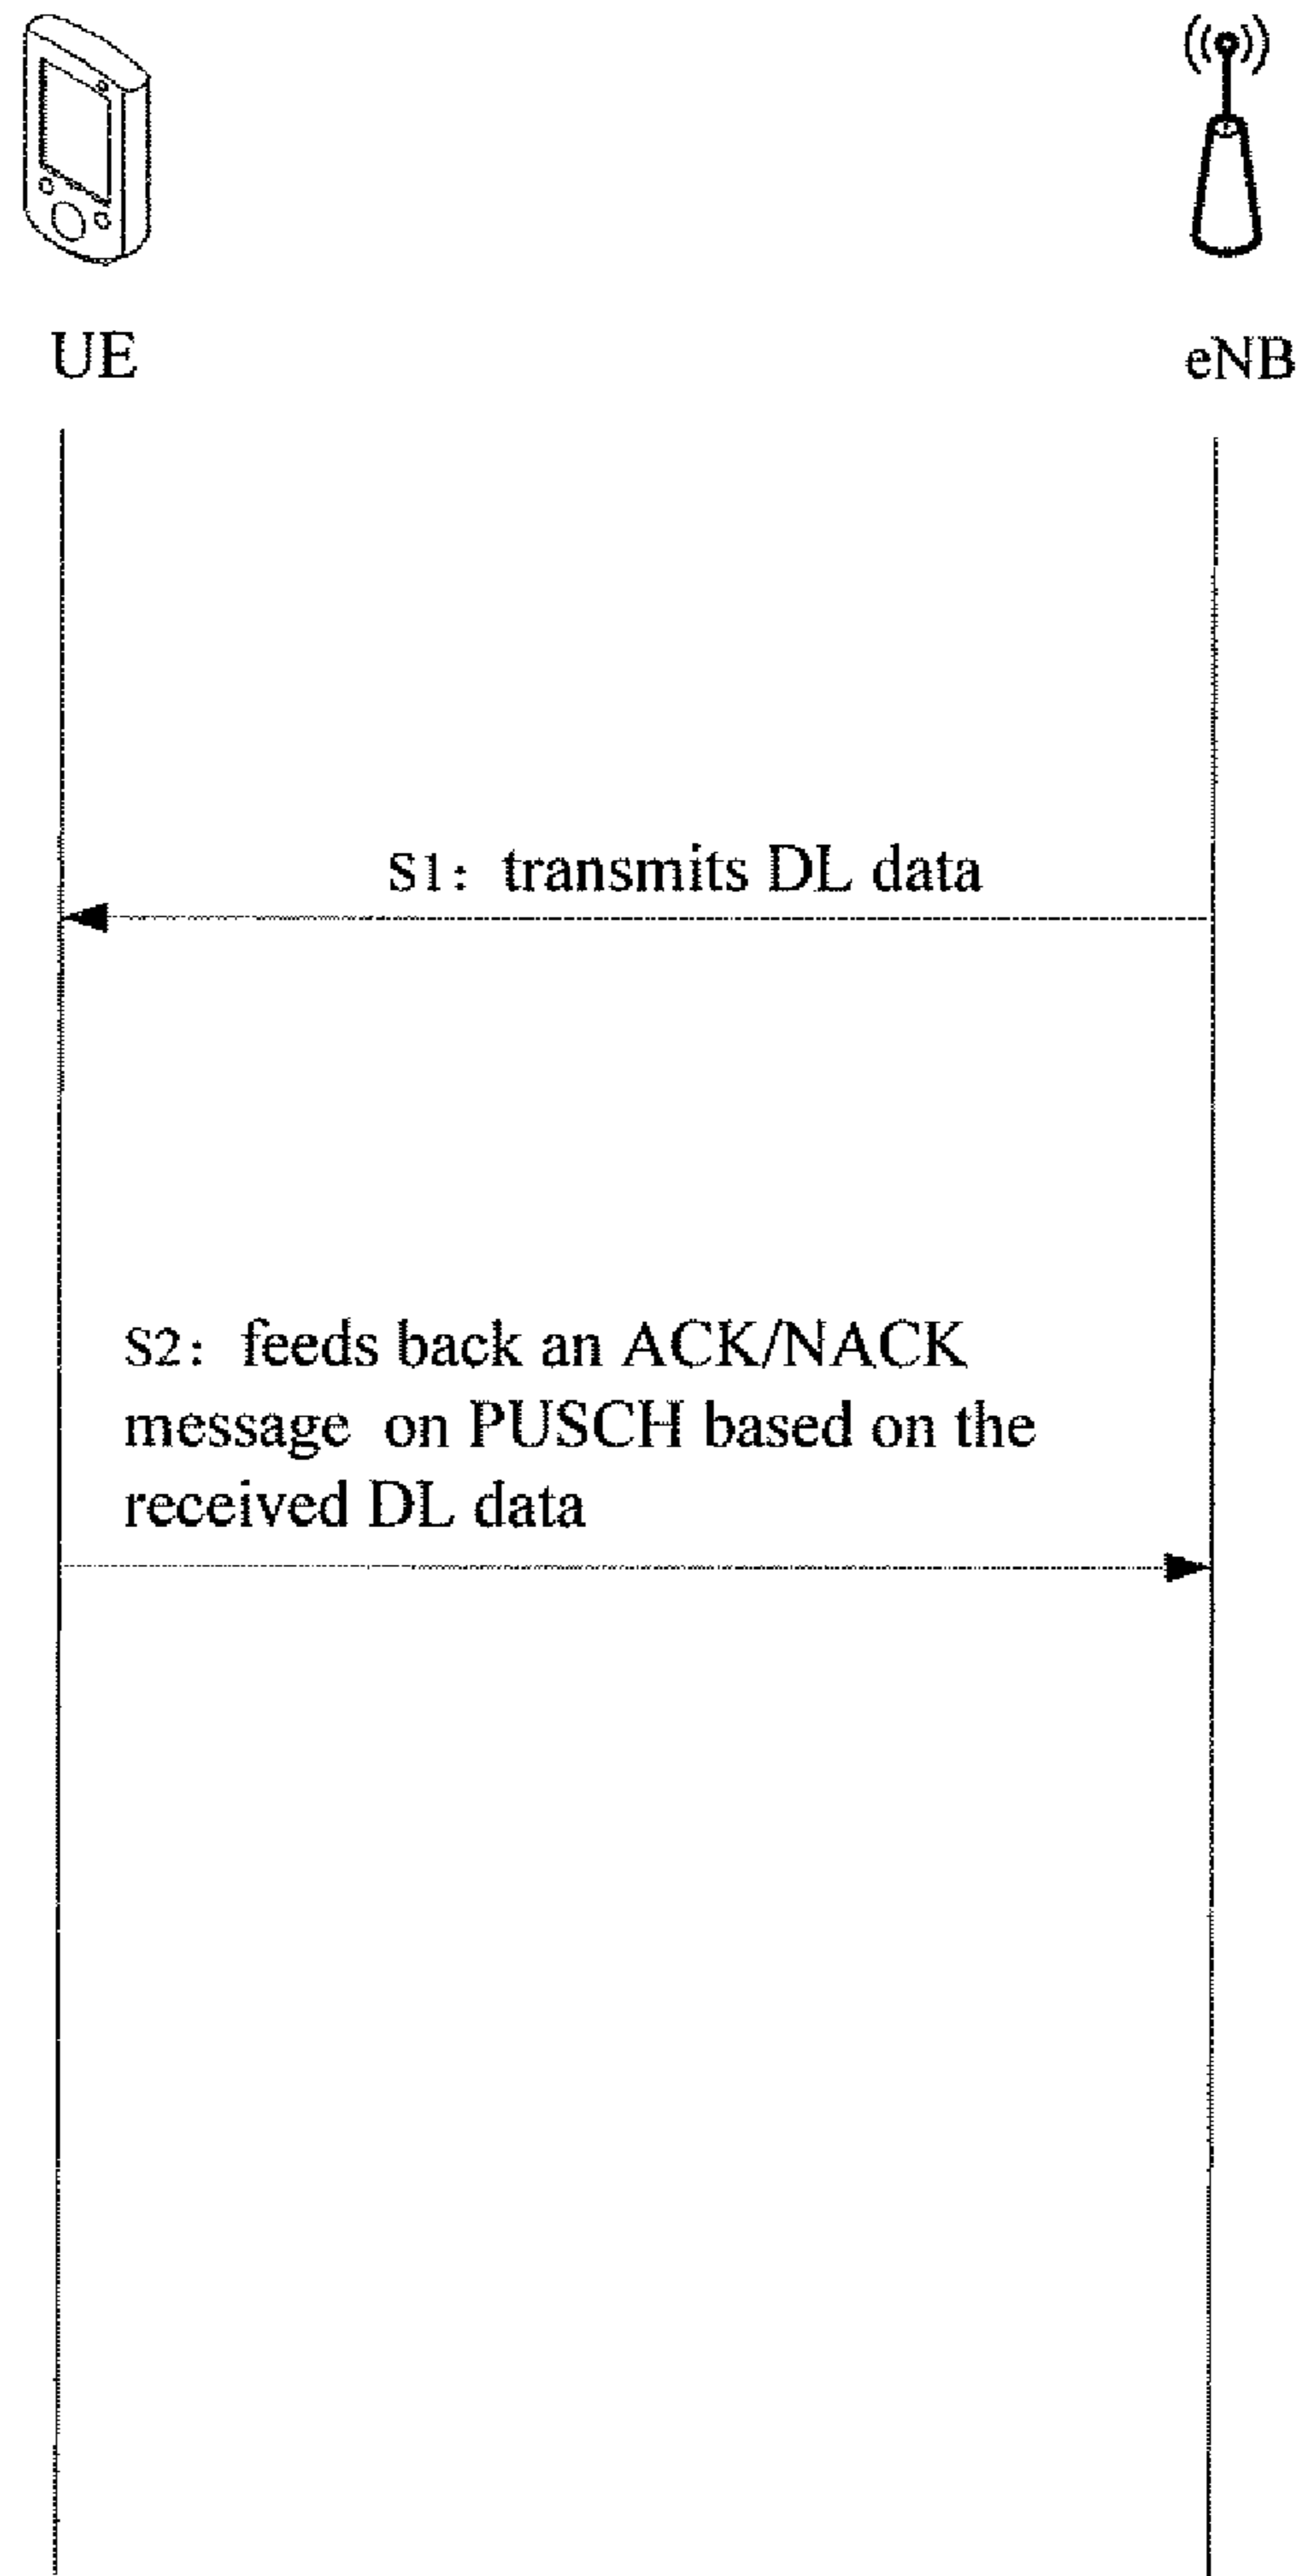 UE
eNB
S1: transmits DL data
S2: feeds back an ACK/NACK
message on PUSCH based on the
received DL data